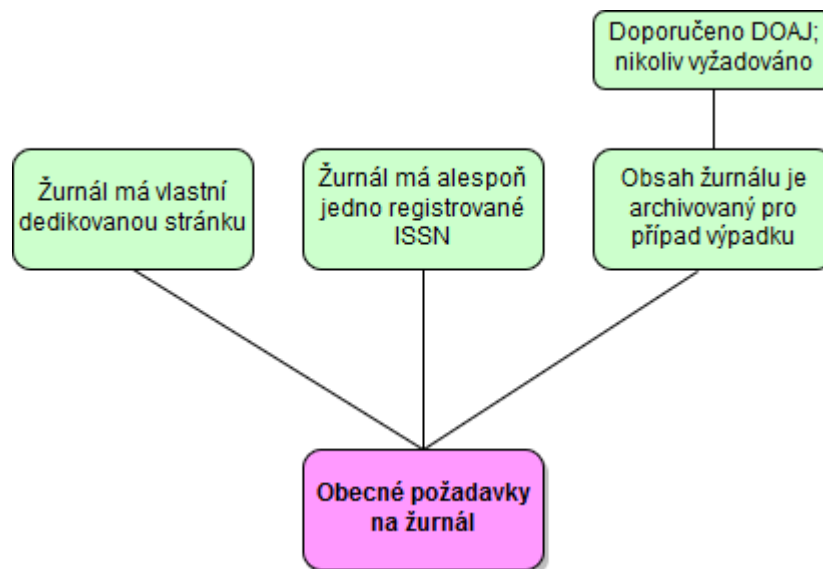 Doporučeno DOAJ;
nikoliv vyžadováno
Žurnál má vlastní
dedikovanou stránku
Žurnál má alespoň
jedno registrované
ISSN
Obsah žurnálu je
archivovaný pro
případ výpadku
Obecné požadavky
na žurnál